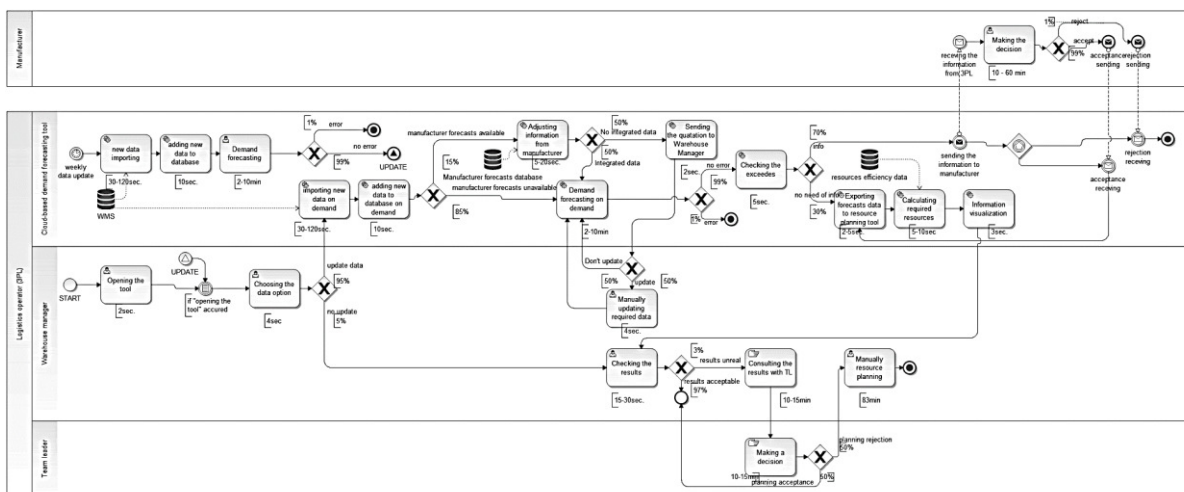 Manufacturer
1%
reject
Making the
decision
accept
99%
receving the
information
from 3PL
10 - 60 min
acceptance
sending
rejection
sending
Logistics operator (3PL)
Cloud-based demand forecasting tool
weekly
data update
new data
importing
30-120sec.
WMS
adding new
data to
database
10sec.
Demand
forecasting
2-10min
1%
error
no error
99%
UPDATE
importing new
data on
demand
30-120sec.
adding new
data to
database on
demand
10sec.
manufacturer forecasts available
15%
manufacturer forecasts unavailable
85%
Manufacturer forecasts database
Adjusting
information
from
manufacturer
5-20sec.
50%
No integrated data
50%
Integrated data
Demand
forecasting on
demand
2-10min
Sending
the quatation to
Warehouse
Manager
2sec.
no error
99%
1%
error
Checking the
exceedes
5sec.
70%
info
no need of info
30%
resources efficiency data
Exporting
forecasts data
to resource
planning tool
2-5sec.
Calculating
required
resources
5-10sec
Information
visualization
3sec.
sending the
information to
manufacturer
rejection
receving
acceptance
receving
Warehouse manager
START
Opening the
tool
2sec.
UPDATE
if "opening the
tool" accured
Choosing the
data option
4sec
update data
95%
no update
5%
Don't update
50%
update
50%
Manually
updating
required data
4sec.
Checking the
results
15-30sec.
3%
results unreal
results acceptable
97%
Consulting the
results with TL
10-15min
Manually
resource
planning
83min
Team leader
Making a
decision
10-15min
planning rejection
50%
50%
planning acceptance